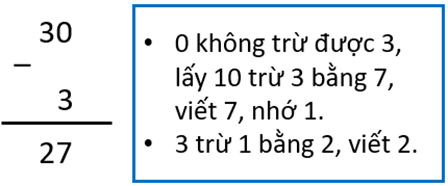 30
–
3
27
• 0 không trừ được 3,
lấy 10 trừ 3 bằng 7,
viết 7, nhớ 1.
• 3 trừ 1 bằng 2, viết 2.